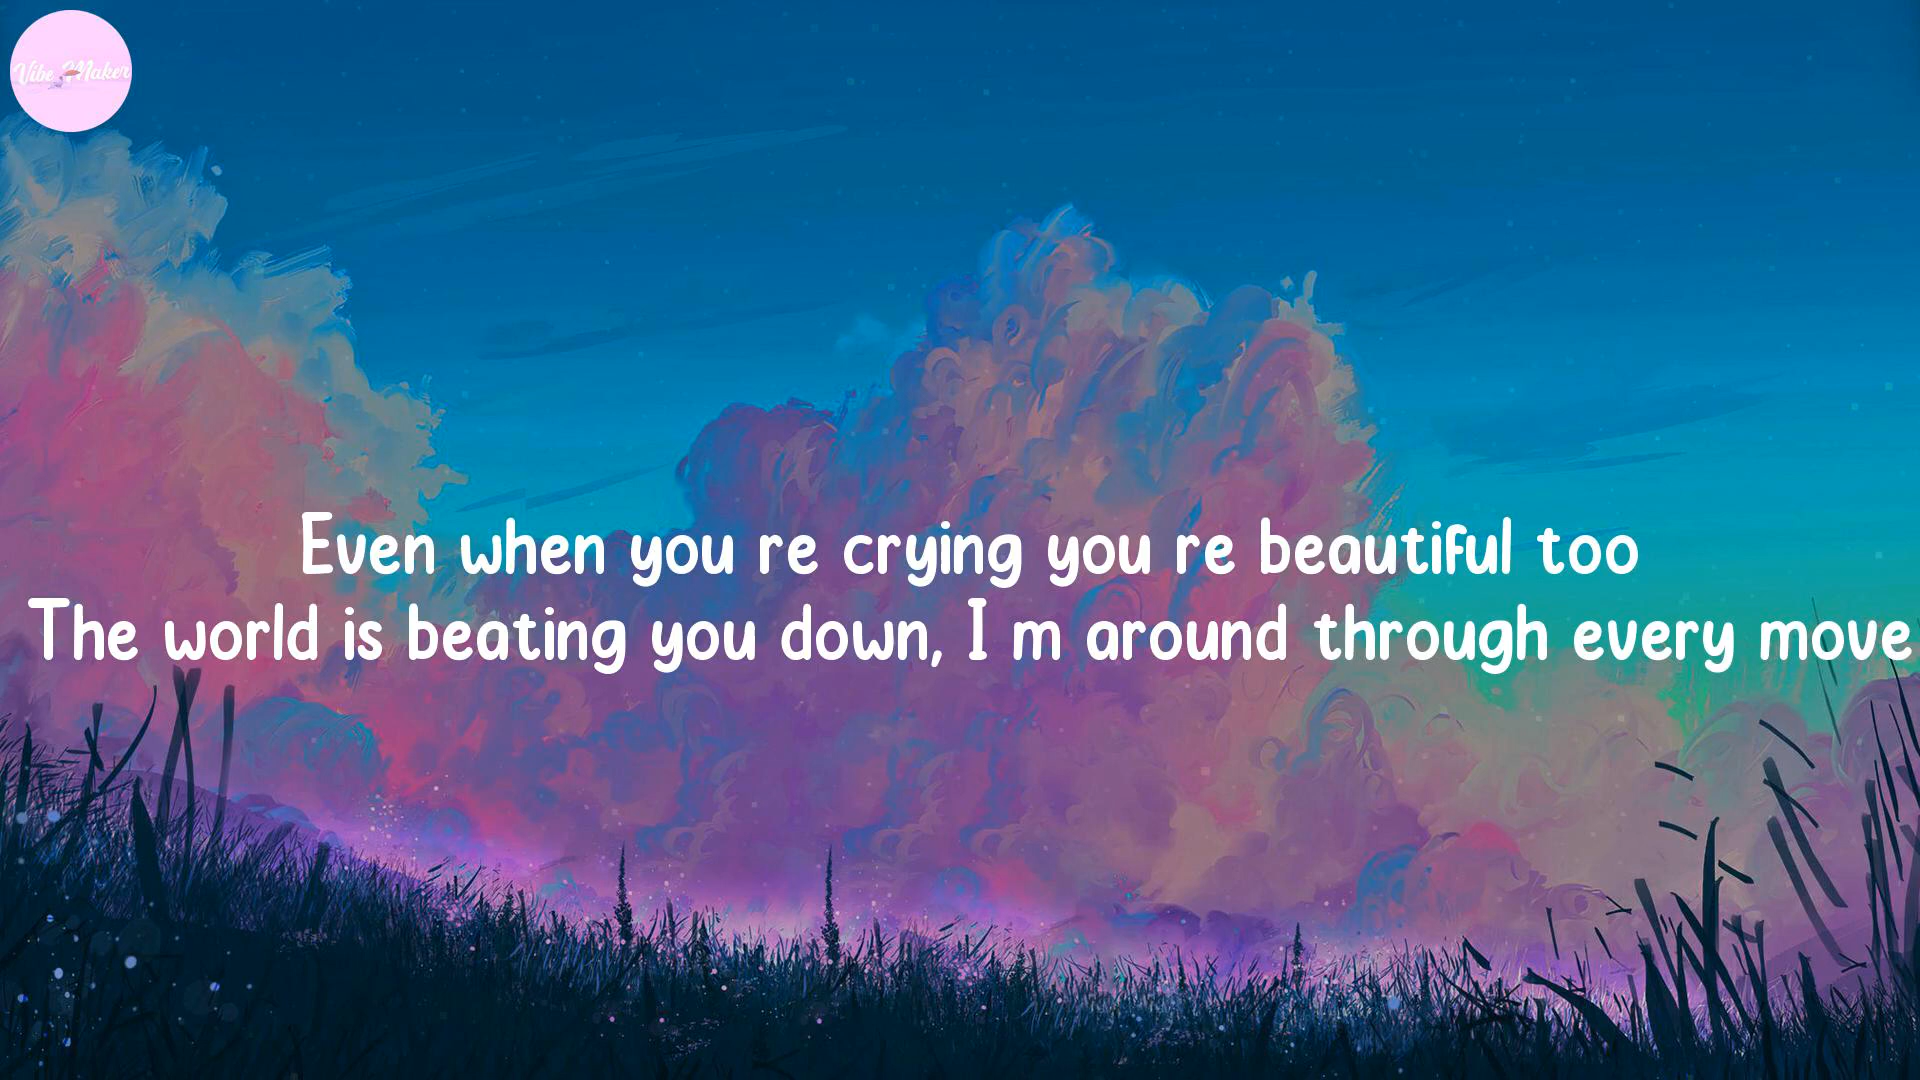 Vibe Maker
Even when you re crying you re beautiful too
The world is beating you down, I m around through every move